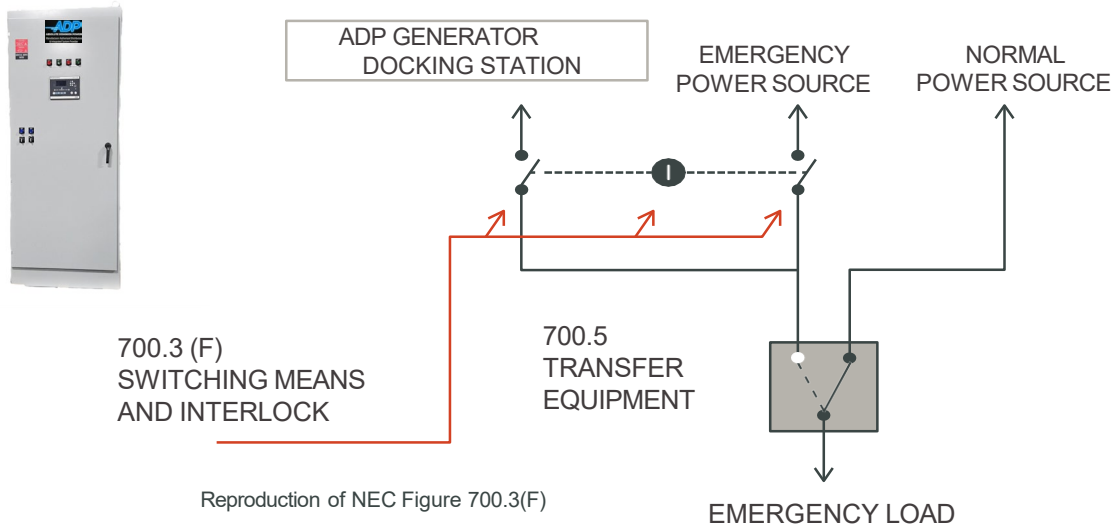 ADP
ADP GENERATOR
DOCKING STATION
EMERGENCY
POWER SOURCE
NORMAL
POWER SOURCE
I
700.3 (F)
SWITCHING MEANS
AND INTERLOCK
700.5
TRANSFER
EQUIPMENT
Reproduction of NEC Figure 700.3(F)
EMERGENCY LOAD